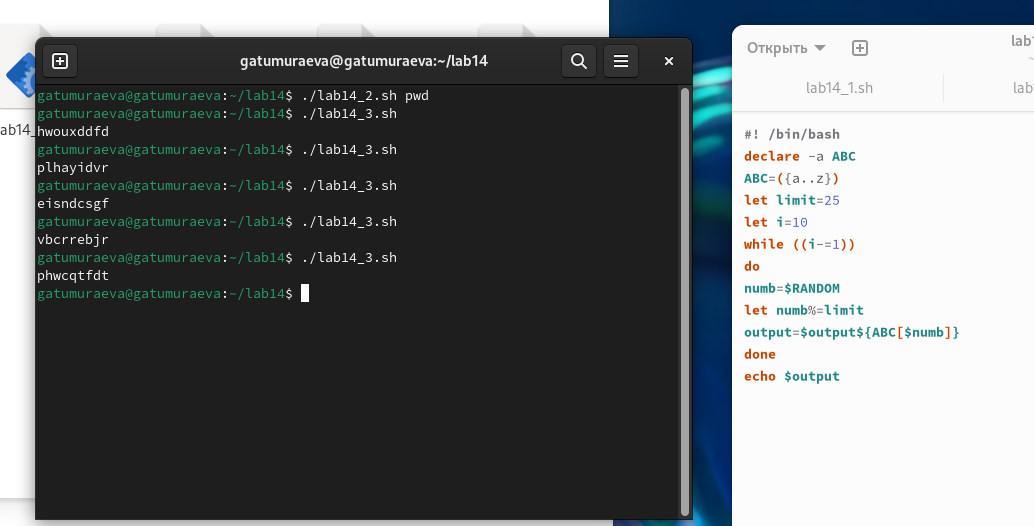 gatumuraeva@gatumuraeva:~/lab14
gatumuraeva@gatumuraeva:~/lab14$ ./lab14_2.sh pwd
gatumuraeva@gatumuraeva:~/lab14$ ./lab14_3.sh
hwouxddfd
gatumuraeva@gatumuraeva:~/lab14$ ./lab14_3.sh
plhayidvr
gatumuraeva@gatumuraeva:~/lab14$ ./lab14_3.sh
eisndcsgf
gatumuraeva@gatumuraeva:~/lab14$ ./lab14_3.sh
vbcrrebjr
gatumuraeva@gatumuraeva:~/lab14$ ./lab14_3.sh
phwcqtfdt
gatumuraeva@gatumuraeva:~/lab14$
ab14_
Открыть
lab1
lab14_1.sh
lab
#! /bin/bash
declare -a ABC
ABC=({a..z})
let limit=25
let i=10
while ((i-=1))
do
numb=$RANDOM
let numb%=limit
output=$output${ABC[$numb]}
done
echo $output